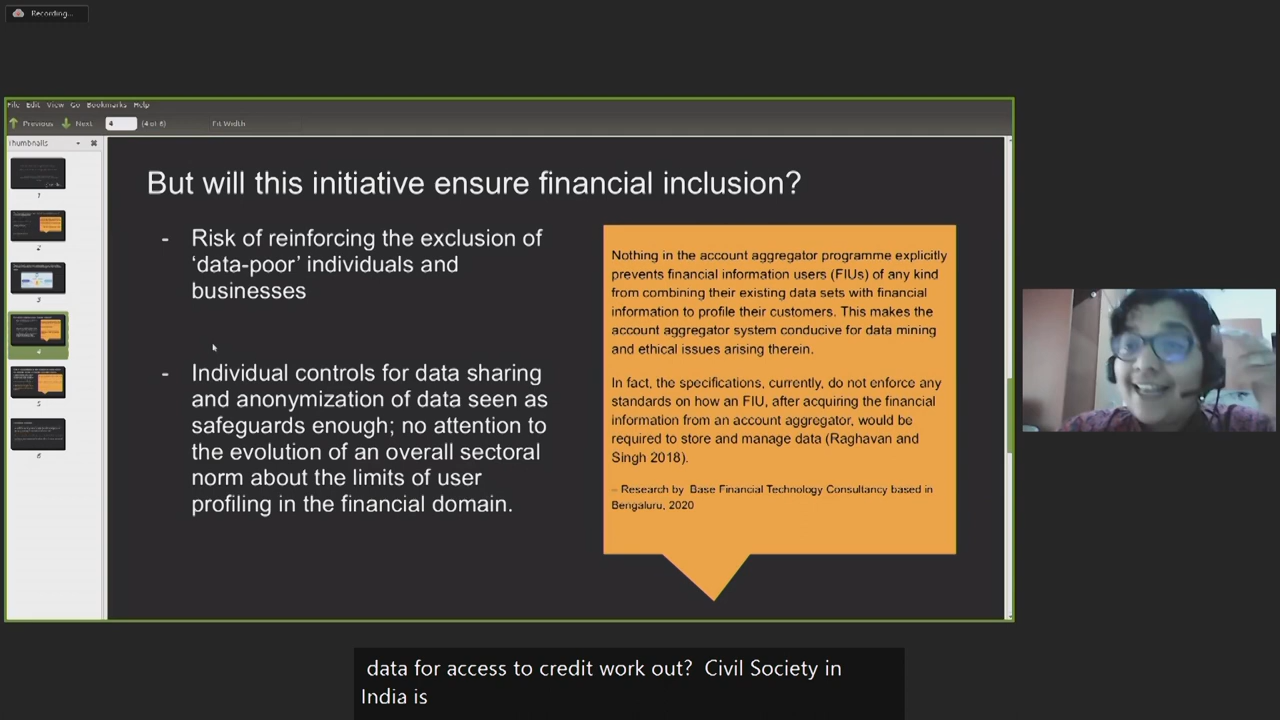 Recording...
File Edit View Go Bookmarks Help
Previous Next 4 (4 of 6) Fit Width
Thumbnails
1
2
3
4
5
6
But will this initiative ensure financial inclusion?
- Risk of reinforcing the exclusion of
‘data-poor’ individuals and
businesses
- Individual controls for data sharing
and anonymization of data seen as
safeguards enough; no attention to
the evolution of an overall sectoral
norm about the limits of user
profiling in the financial domain.
Nothing in the account aggregator programme explicitly
prevents financial information users (FIUs) of any kind
from combining their existing data sets with financial
information to profile their customers. This makes the
account aggregator system conducive for data mining
and ethical issues arising therein.
In fact, the specifications, currently, do not enforce any
standards on how an FIU, after acquiring the financial
information from an account aggregator, would be
required to store and manage data (Raghavan and
Singh 2018).
– Research by Base Financial Technology Consultancy based in
Bengaluru, 2020
data for access to credit work out? Civil Society in
India is